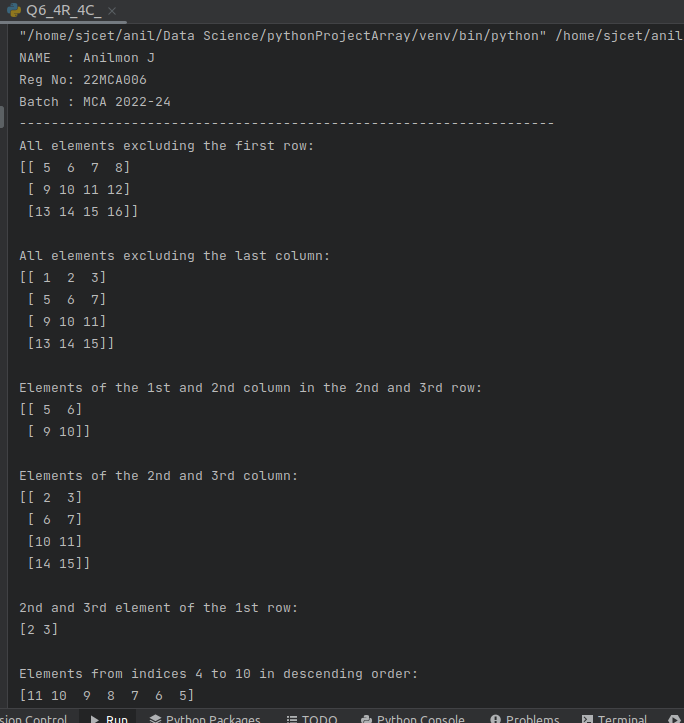 Q6_4R_4C_
"/home/sjcet/anil/Data Science/pythonProjectArray/venv/bin/python" /home/sjcet/anil
NAME  : Anilmon J
Reg No: 22MCA006
Batch : MCA 2022-24
-------------------------------------------------------------------
All elements excluding the first row:
[[ 5  6  7  8]
 [ 9 10 11 12]
 [13 14 15 16]]
All elements excluding the last column:
[[ 1  2  3]
 [ 5  6  7]
 [ 9 10 11]
 [13 14 15]]
Elements of the 1st and 2nd column in the 2nd and 3rd row:
[[ 5  6]
 [ 9 10]]
Elements of the 2nd and 3rd column:
[[ 2  3]
 [ 6  7]
 [10 11]
 [14 15]]
2nd and 3rd element of the 1st row:
[2 3]
Elements from indices 4 to 10 in descending order:
[11 10  9  8  7  6  5]
sion Control Run Python Packages TODO Python Console Problems Terminal